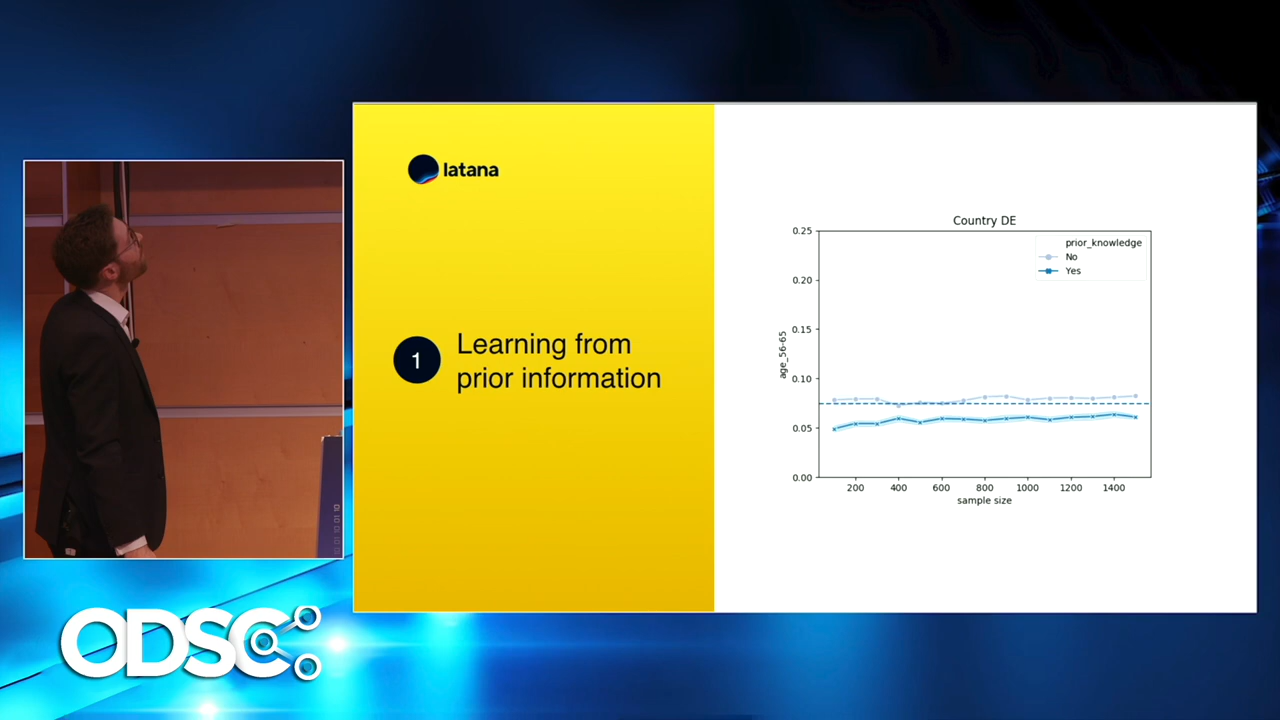 latana
1
Learning from
prior information
Country DE
prior_knowledge
No
Yes
0.25
0.20
0.15
0.10
0.05
0.00
age_56-65
200
400
600
800
1000
1200
1400
sample size
ODSC